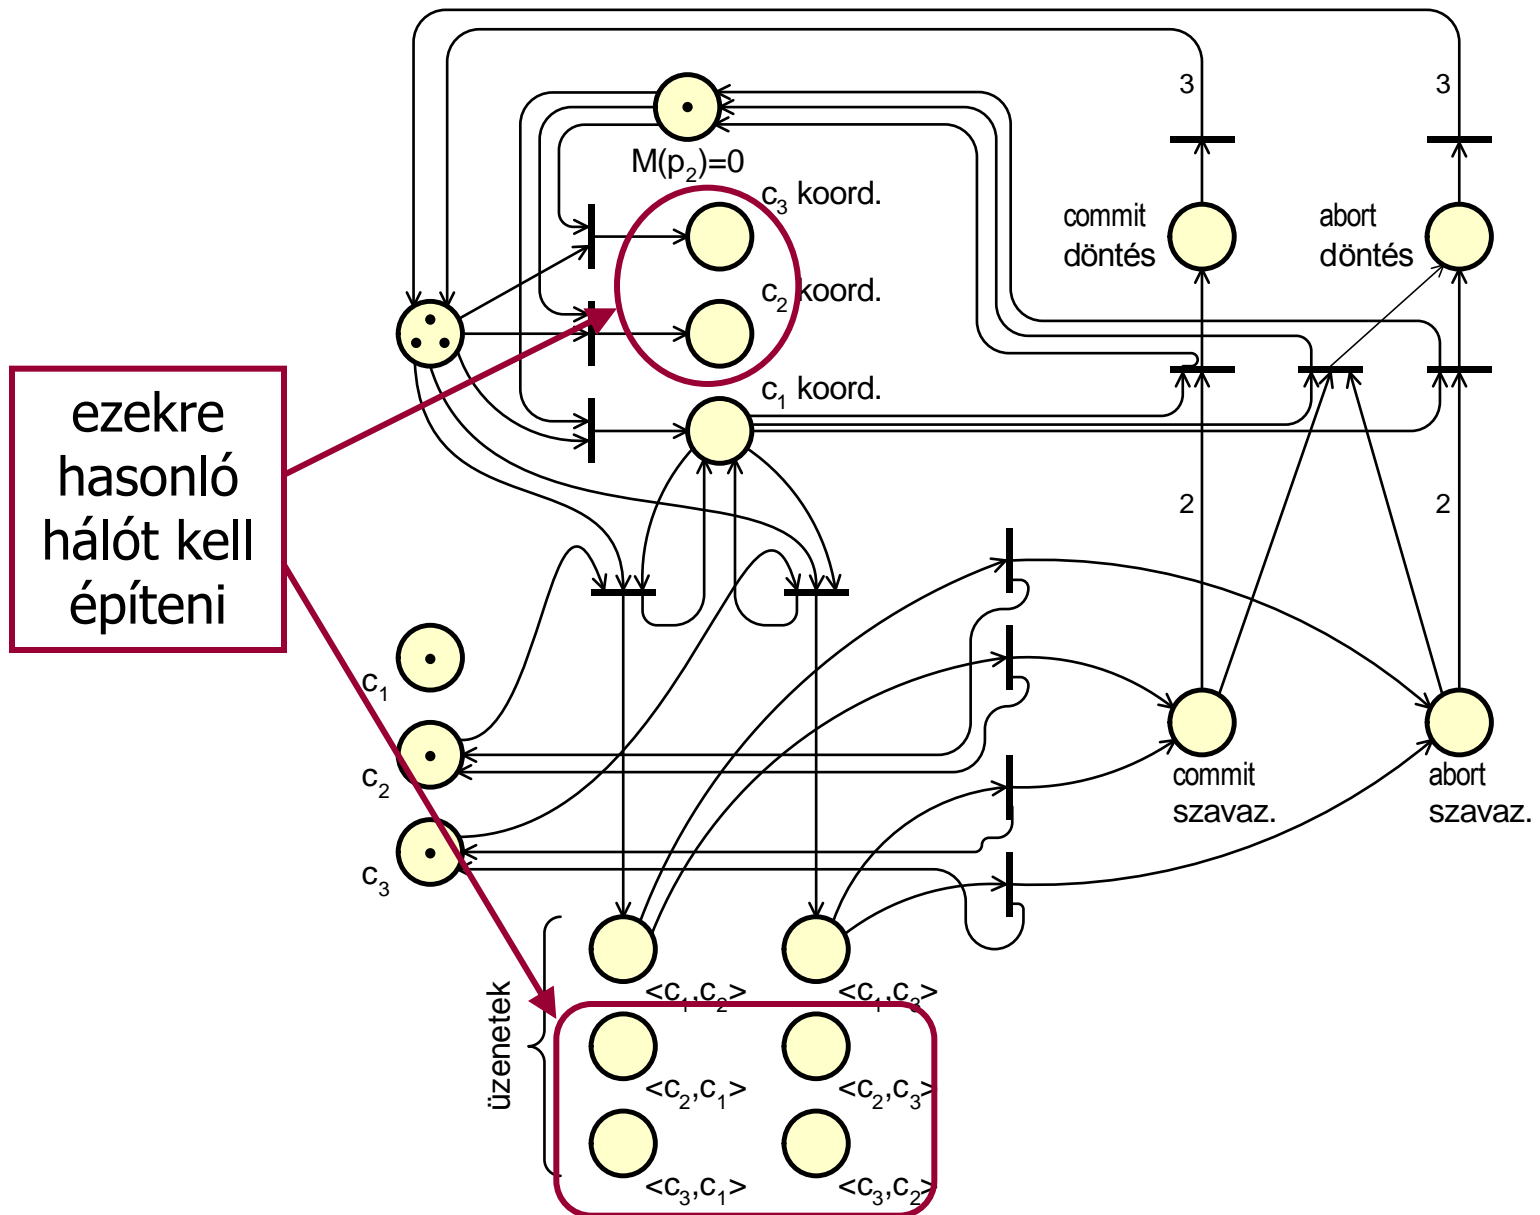 3
3
M(p₂)=0
c₃ koord.
commit
döntés
abort
döntés
c₂ koord.
ezekre
hasonló
hálót kell
építeni
c₁ koord.
2
2
c₁
c₂
c₃
commit
szavaz.
abort
szavaz.
üzenetek
<c₁,c₂>
<c₁,c₃>
<c₂,c₁>
<c₂,c₃>
<c₃,c₁>
<c₃,c₂>